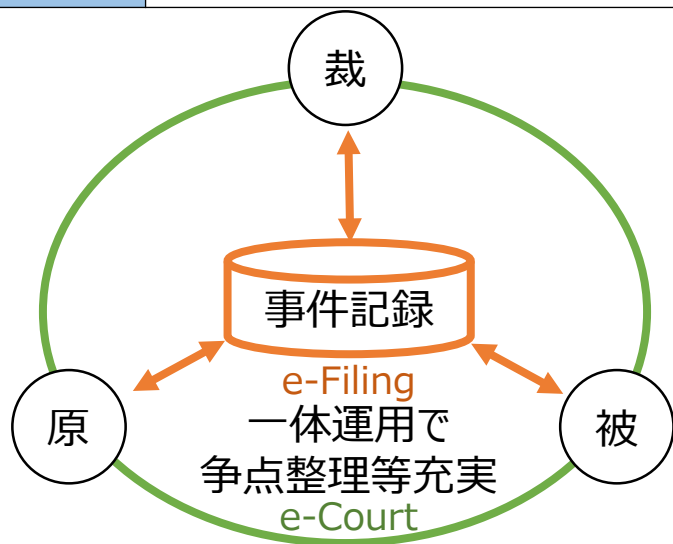 裁
事件記録
原
被
e-Filing
一体運用で
争点整理等充実
e-Court